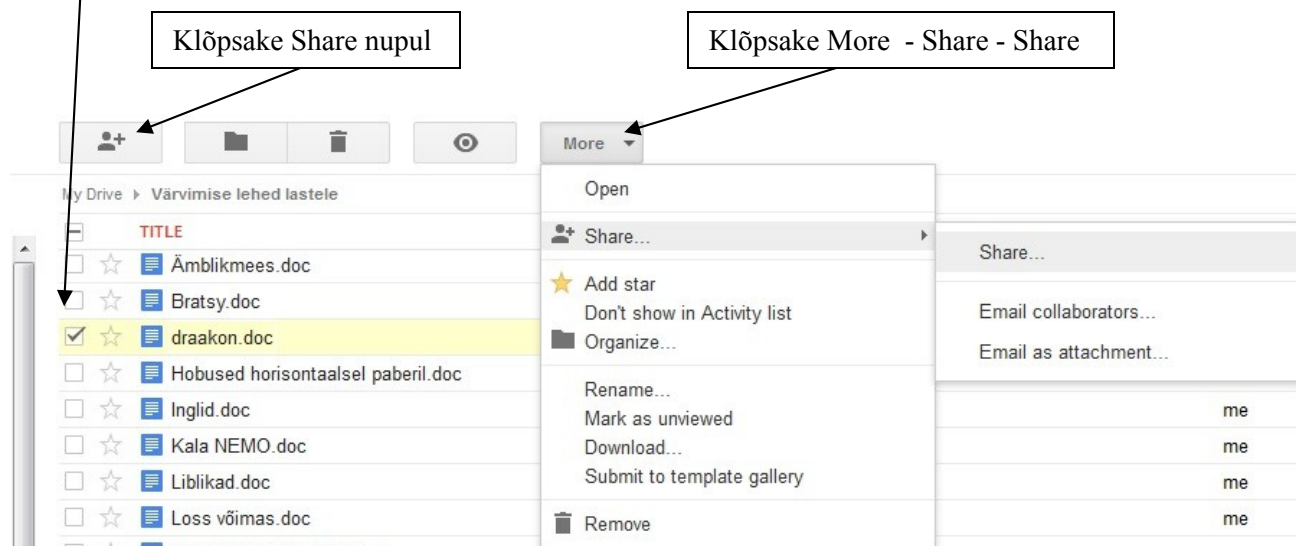 Klõpsake Share nupul
Klõpsake More - Share - Share
More
My Drive Värvimise lehed lastele
TITLE
Ämblikmees.doc
Bratsy.doc
draakon.doc
Hobused horisontaalsel paberil.doc
Inglid.doc
Kala NEMO.doc
Liblikad.doc
Loss võimas.doc
Open
Share...
Add star
Don't show in Activity list
Organize...
Rename...
Mark as unviewed
Download...
Submit to template gallery
Remove
Share...
Email collaborators...
Email as attachment...
me
me
me
me